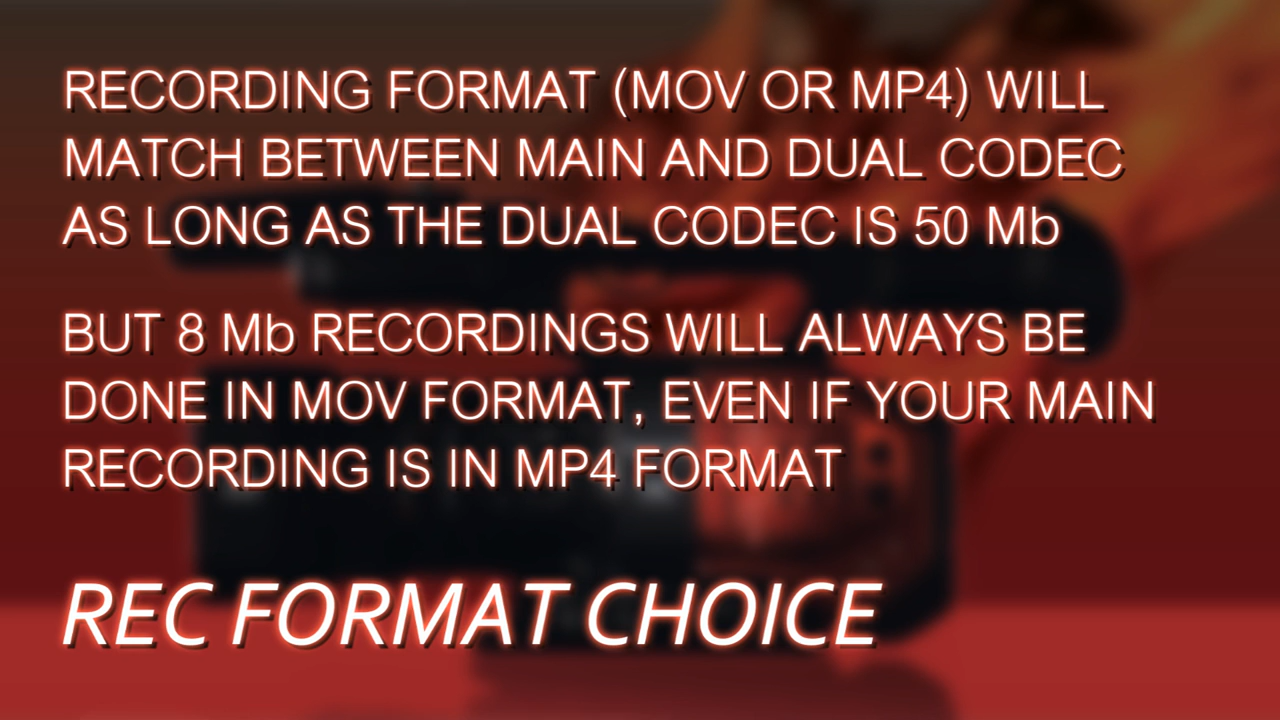 RECORDING FORMAT (MOV OR MP4) WILL
MATCH BETWEEN MAIN AND DUAL CODEC
AS LONG AS THE DUAL CODEC IS 50 Mb
BUT 8 Mb RECORDINGS WILL ALWAYS BE
DONE IN MOV FORMAT, EVEN IF YOUR MAIN
RECORDING IS IN MP4 FORMAT
REC FORMAT CHOICE